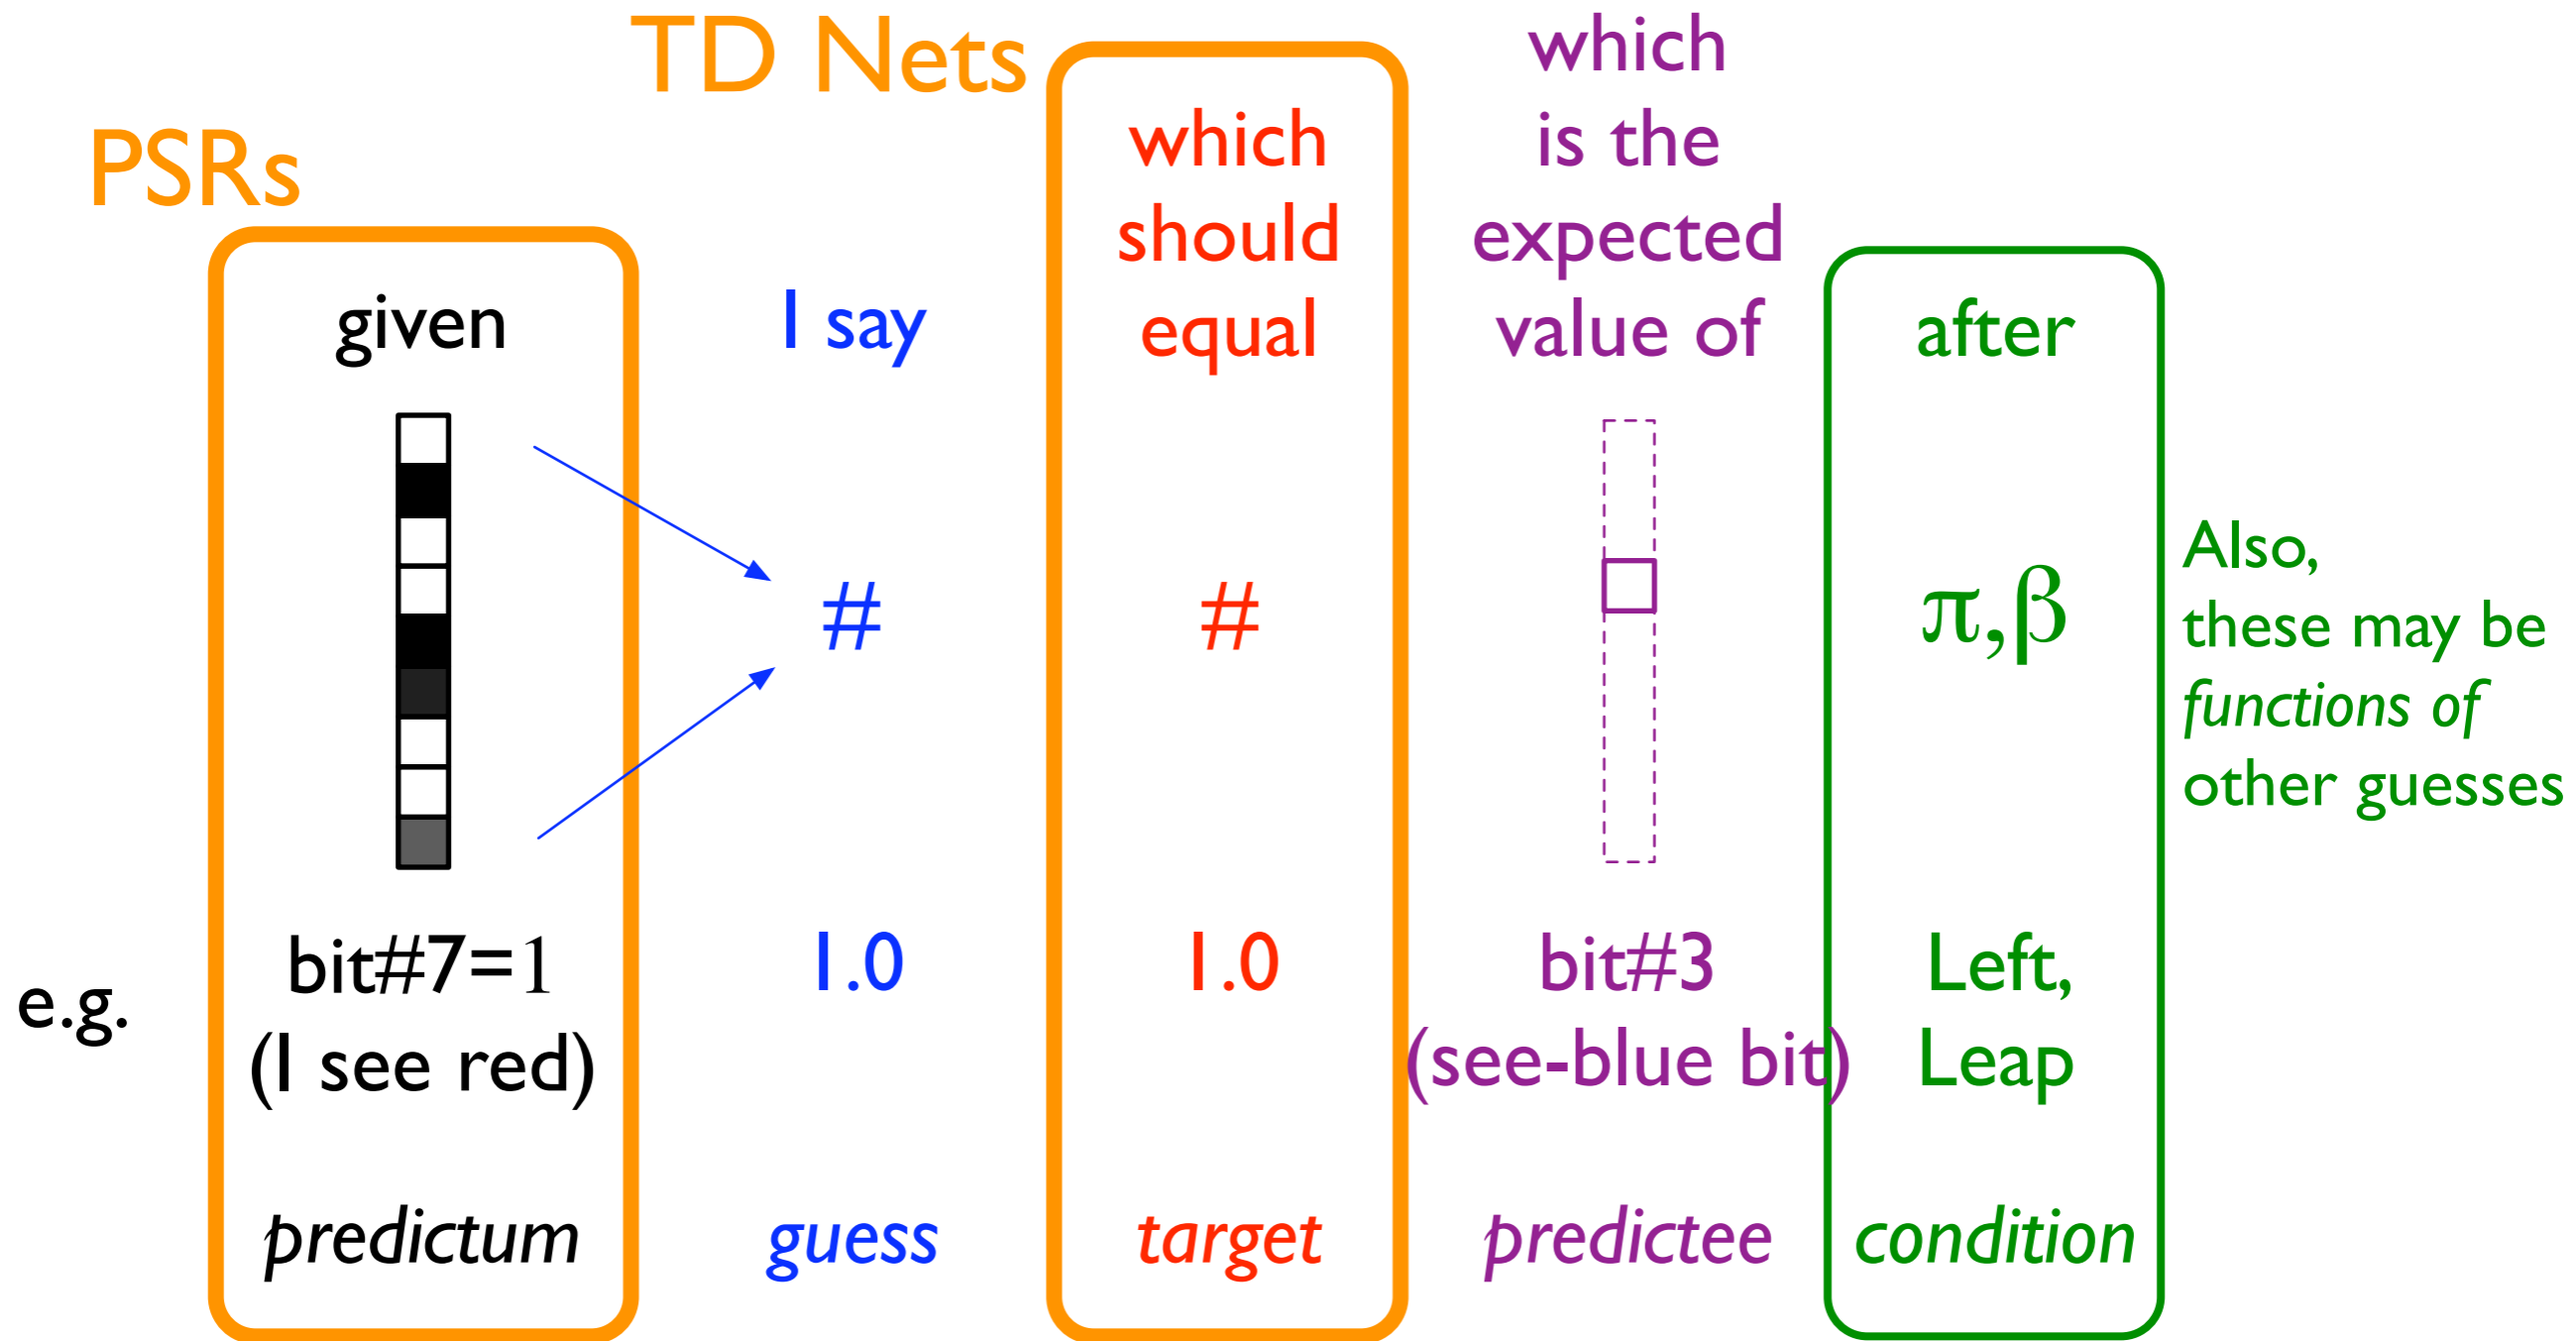 TD Nets
PSRs
given
I say
which
should
equal
which
is the
expected
value of
after
#
#
π,β
Also,
these may be
functions of
other guesses
e.g.
bit#7=1
(I see red)
1.0
1.0
bit#3
(see-blue bit)
Left,
Leap
predictum
guess
target
predictee
condition